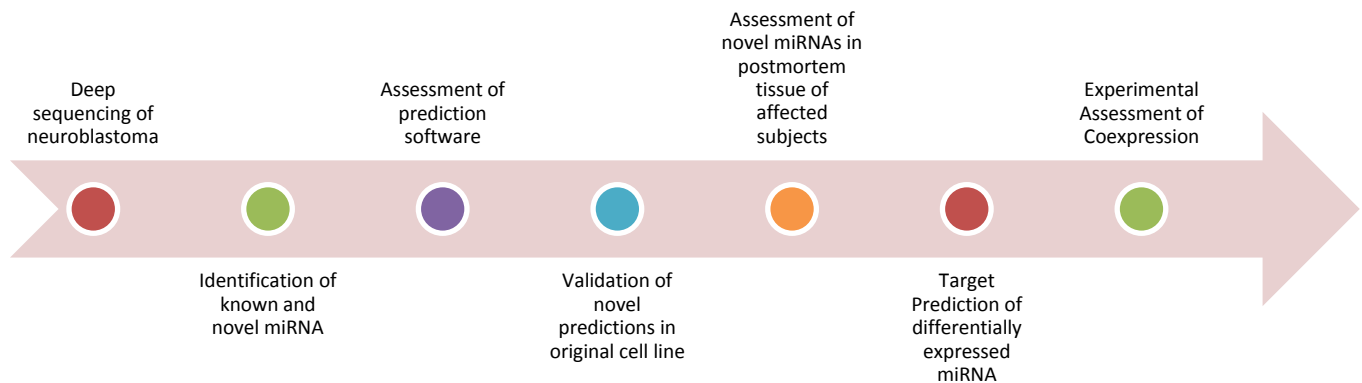 Deep
sequencing of
neuroblastoma
Identification of
known and
novel miRNA
Assessment of
prediction
software
Validation of
novel
predictions in
original cell line
Assessment of
novel miRNAs in
postmortem
tissue of
affected
subjects
Target
Prediction of
differentially
expressed
miRNA
Experimental
Assessment of
Coexpression